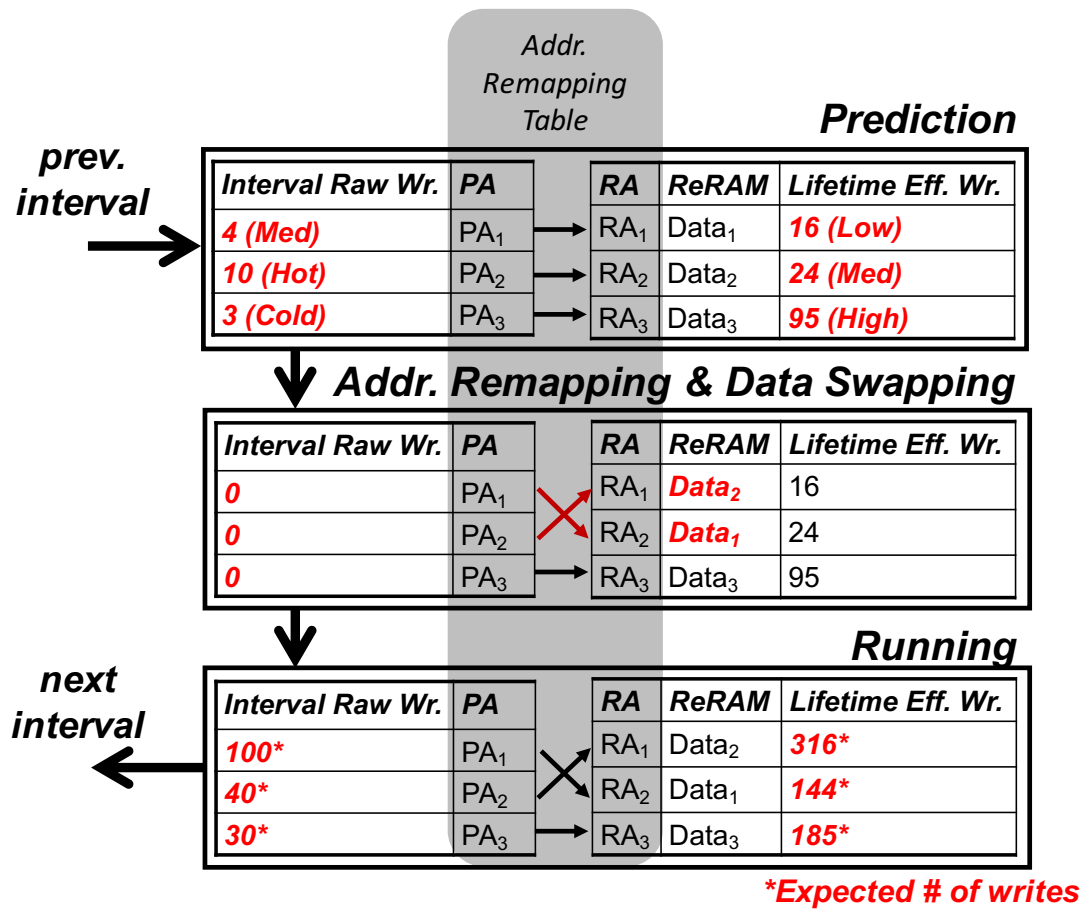 Addr.
Remapping
Table
Prediction
prev.
interval
Interval Raw Wr. PA RA ReRAM Lifetime Eff. Wr.
4 (Med) PA₁ RA₁ Data₁ 16 (Low)
10 (Hot) PA₂ RA₂ Data₂ 24 (Med)
3 (Cold) PA₃ RA₃ Data₃ 95 (High)
Addr. Remapping & Data Swapping
Interval Raw Wr. PA RA ReRAM Lifetime Eff. Wr.
0 PA₁ RA₁ Data₂ 16
0 PA₂ RA₂ Data₁ 24
0 PA₃ RA₃ Data₃ 95
Running
next
interval
Interval Raw Wr. PA RA ReRAM Lifetime Eff. Wr.
100* PA₁ RA₁ Data₂ 316*
40* PA₂ RA₂ Data₁ 144*
30* PA₃ RA₃ Data₃ 185*
*Expected # of writes